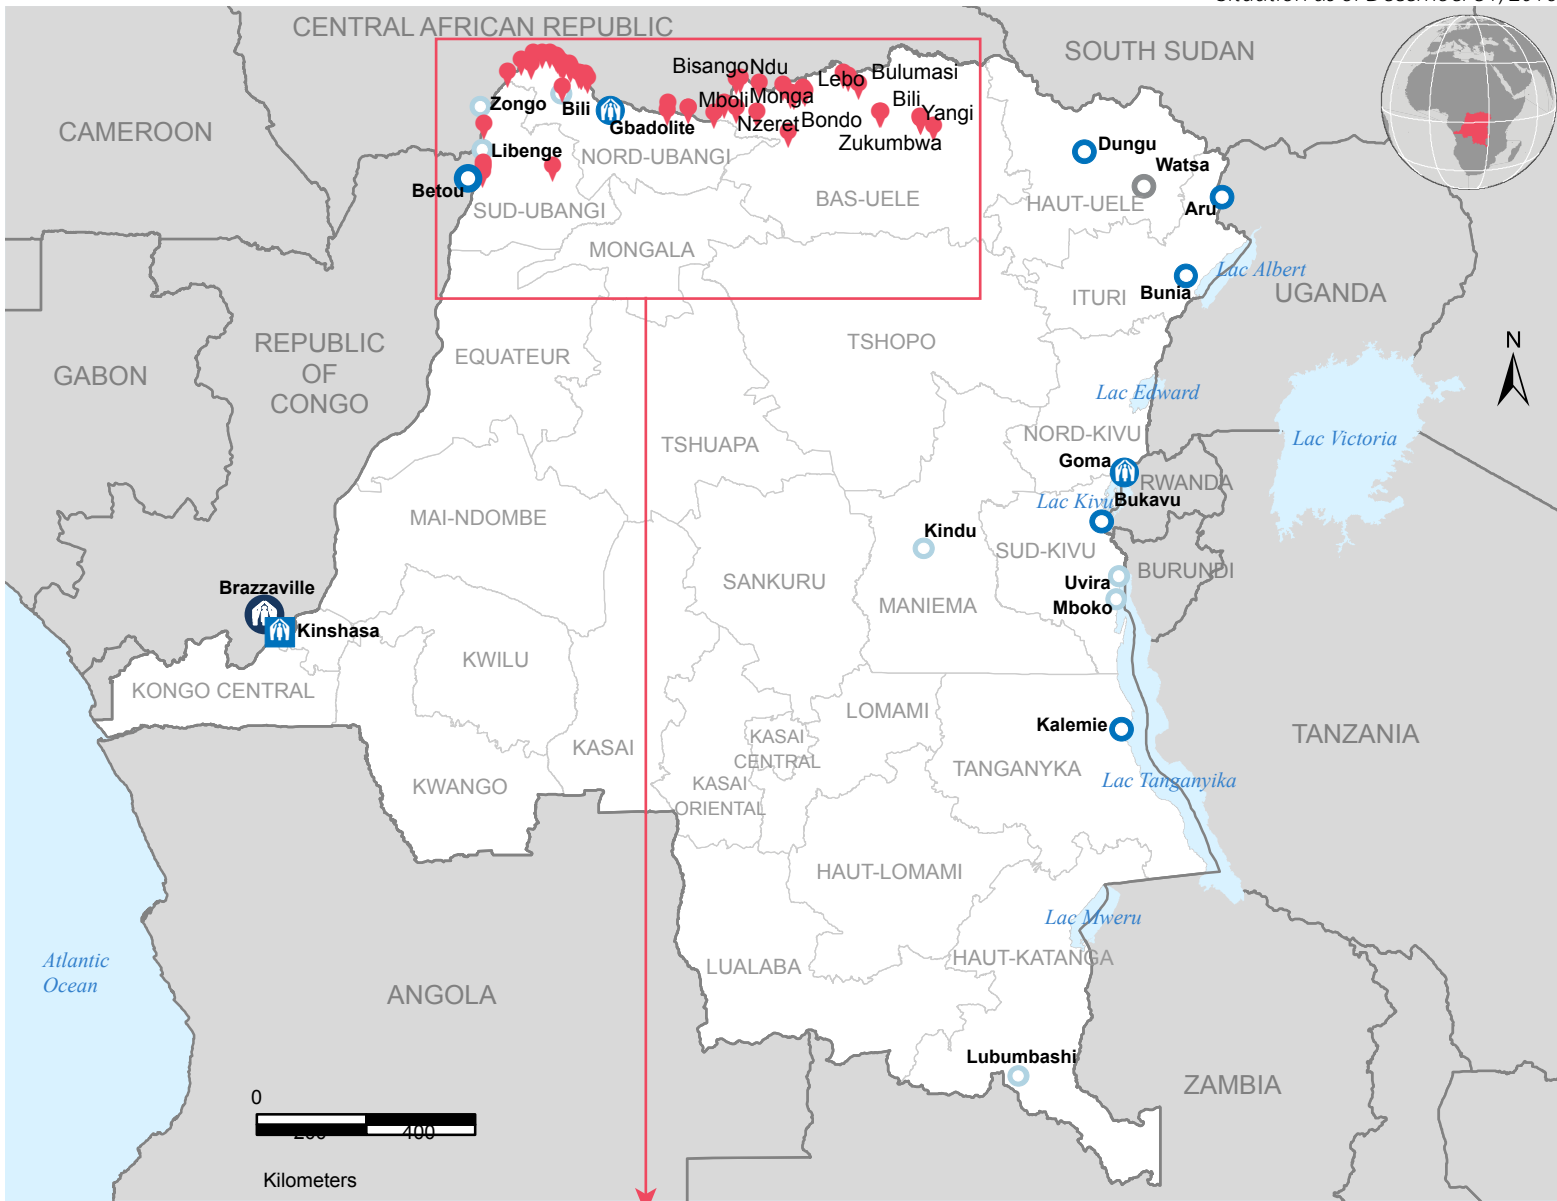 CENTRAL AFRICAN REPUBLIC
SOUTH SUDAN
CAMEROON
Bisango
Ndu
Lebo
Bulumasi
Zongo
Bili
Gbadolite
Mboli
Monga
Bili
Yangi
Nzeret
Bondo
Zukumbwa
Libenge
NORD-UBANGI
Dungu
Watsa
Betou
SUD-UBANGI
BAS-UELE
HAUT-UELE
Aru
MONGALA
Lac Albert
Bunia
ITURI
UGANDA
REPUBLIC
OF
CONGO
GABON
EQUATEUR
TSHOPO
N
Lac Edward
TSHUAPA
NORD-KIVU
Lac Victoria
Goma
RWANDA
Lac Kivu
Bukavu
MAI-NDOMBE
Kindu
SUD-KIVU
BURUNDI
SANKURU
Uvira
MANIEMA
Mboko
Brazzaville
Kinshasa
KWILU
KONGO CENTRAL
LOMAMI
Kalemie
TANZANIA
KASAI
KASAI
CENTRAL
TANGANYKA
KWANGO
KASAI
ORIENTAL
Lac Tanganyika
HAUT-LOMAMI
Lac Mweru
HAUT-KATANGA
LUALABA
Atlantic
Ocean
ANGOLA
Lubumbashi
ZAMBIA
0
200
400
Kilometers